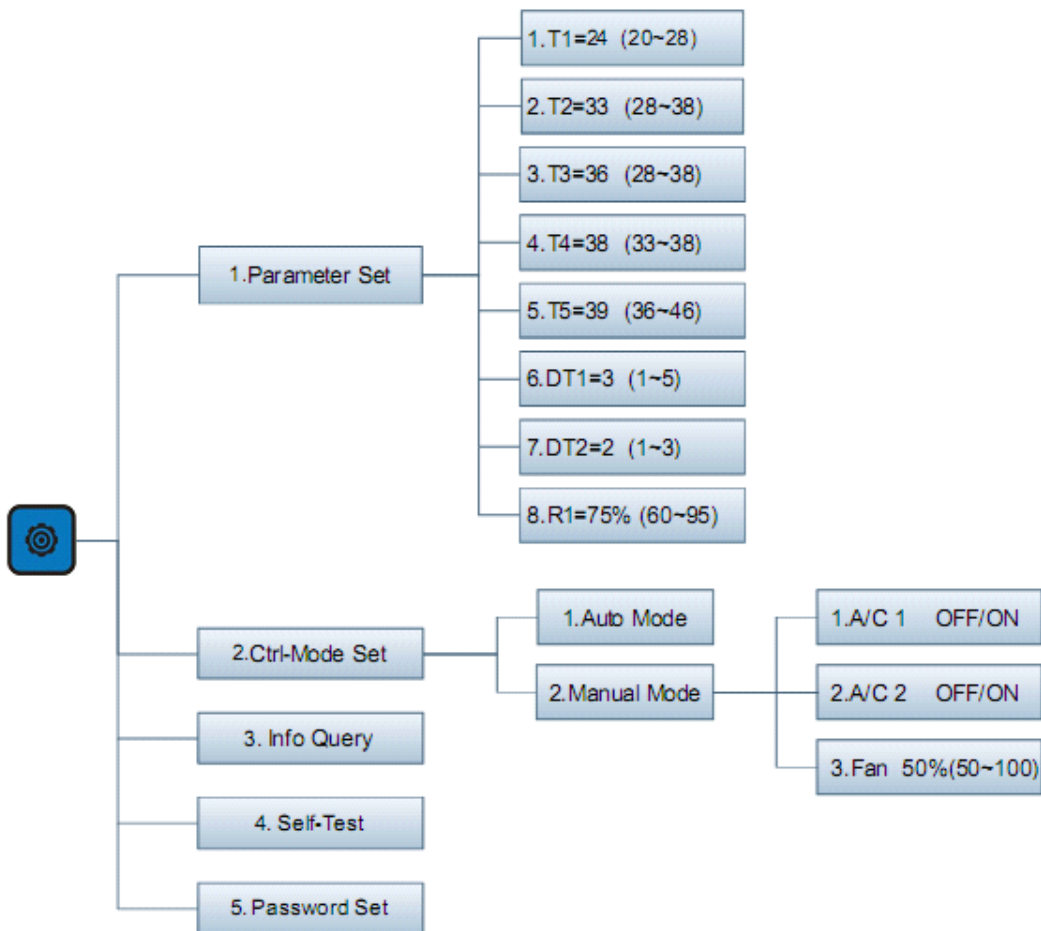 1.T1=24 (20~28)
2.T2=33 (28~38)
3.T3=36 (28~38)
4.T4=38 (33~38)
1.Parameter Set
5.T5=39 (36~46)
6.DT1=3 (1~5)
7.DT2=2 (1~3)
8.R1=75% (60~95)
2.Ctrl-Mode Set
1.Auto Mode
2.Manual Mode
1.A/C 1 OFF/ON
2.A/C 2 OFF/ON
3.Fan 50%(50~100)
3. Info Query
4. Self-Test
5. Password Set